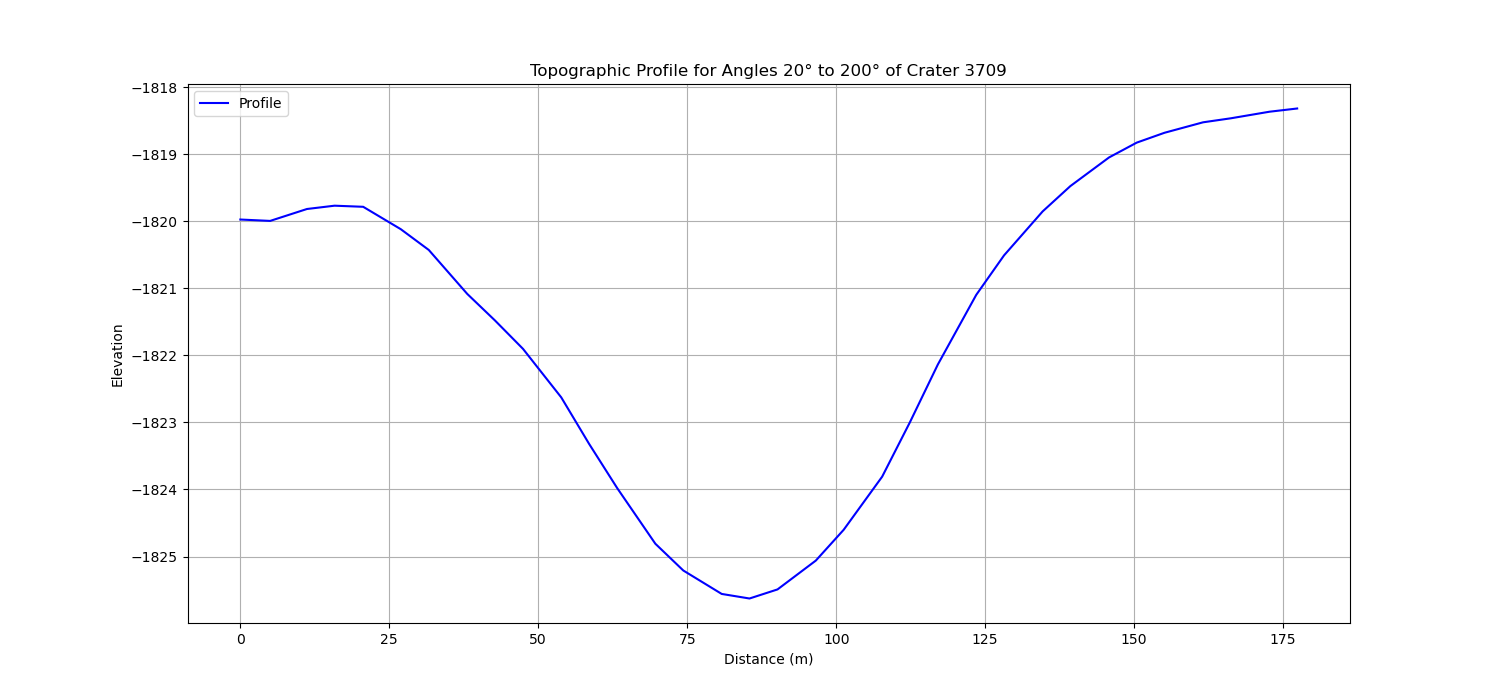 Topographic Profile for Angles 20° to 200° of Crater 3709
Profile
−1818
−1819
−1820
−1821
−1822
−1823
−1824
−1825
Elevation
0 25 50 75 100 125 150 175
Distance (m)